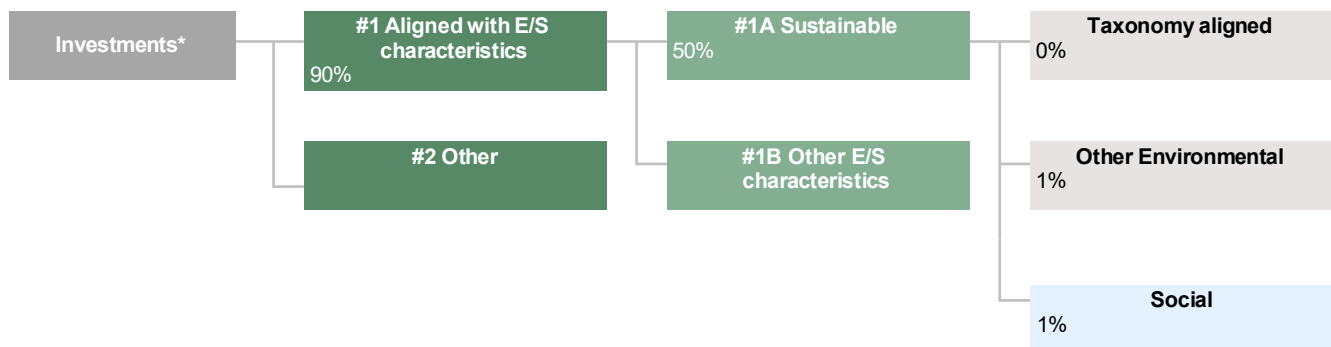 Investments*
#1 Aligned with E/S
characteristics
90%
#2 Other
#1A Sustainable
50%
#1B Other E/S
characteristics
Taxonomy aligned
0%
Other Environmental
1%
Social
1%